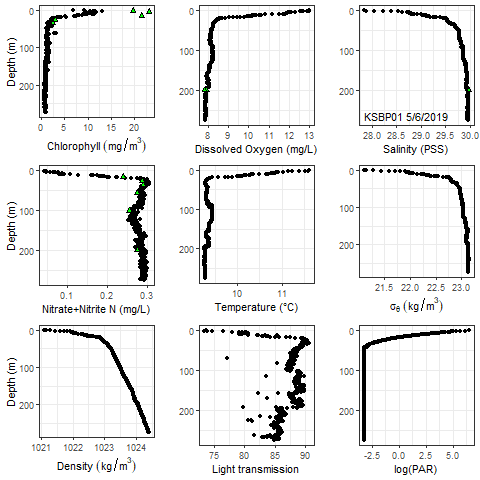 Depth (m)
0
100
200
0 5 10 15 20
Chlorophyll (mg/m³)
0
100
200
8 9 10 11 12 13
Dissolved Oxygen (mg/L)
0
100
200
KSBP01 5/6/2019
28.0 28.5 29.0 29.5 30.0
Salinity (PSS)
Depth (m)
0
100
200
0.1 0.2 0.3
Nitrate+Nitrite N (mg/L)
0
100
200
10 11
Temperature (°C)
0
100
200
21.5 22.0 22.5 23.0
σθ (kg/m³)
Depth (m)
0
100
200
1021 1022 1023 1024
Density (kg/m³)
0
100
200
75 80 85 90
Light transmission
0
100
200
-2.5 0.0 2.5 5.0
log(PAR)